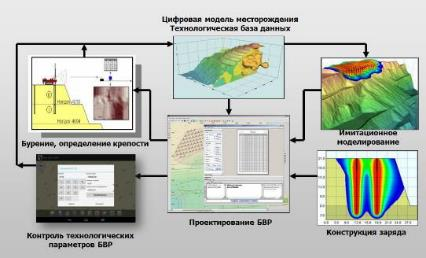 Цифровая модель месторождения
Технологическая база данных
Бурение, определение крепости
Имитационное
моделирование
Контроль технологических
параметров БВР
Проектирование БВР
Конструкция заряда